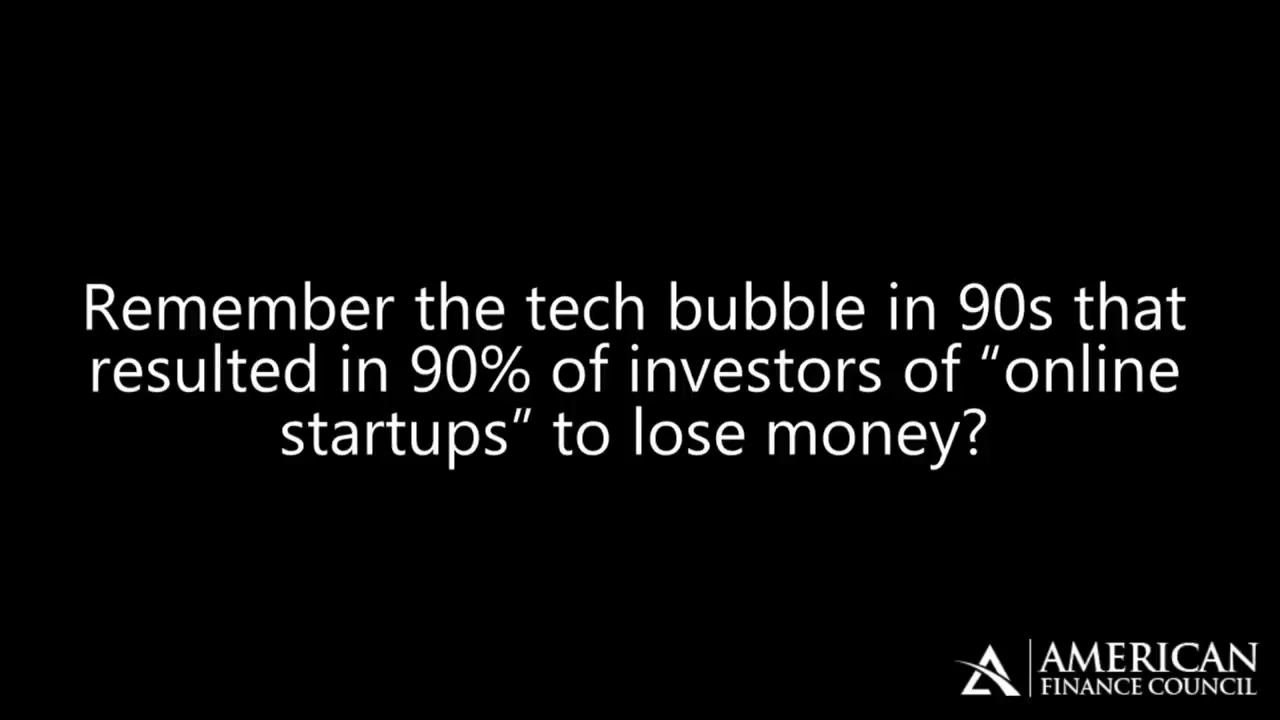 Remember the tech bubble in 90s that
resulted in 90% of investors of “online
startups” to lose money?
AMERICAN
FINANCE COUNCIL